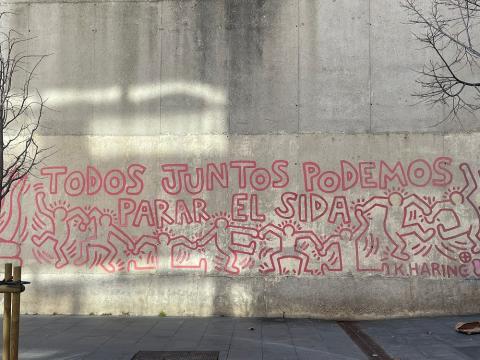 TODOS JUNTOS PODEMOS
PARAR EL SIDA
K.HARING